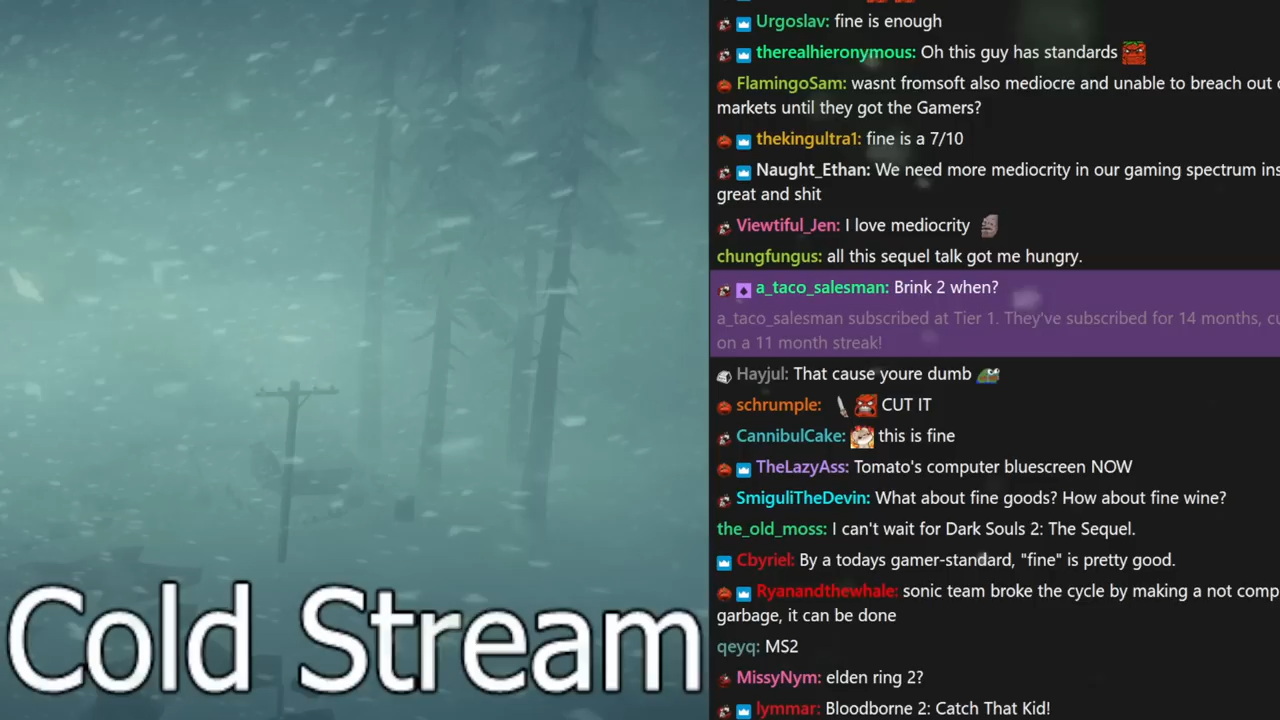 Urgoslav: fine is enough
therealhieronymous: Oh this guy has standards
FlamingoSam: wasnt fromsoft also mediocre and unable to breach out
markets until they got the Gamers?
thekingultra1: fine is a 7/10
Naught_Ethan: We need more mediocrity in our gaming spectrum
great and shit
Viewtiful_Jen: I love mediocrity
chungfungus: all this sequel talk got me hungry.
a_taco_salesman: Brink 2 when?
a_taco_salesman subscribed at Tier 1. They've subscribed for 14 months,
on a 11 month streak!
Hayjul: That cause youre dumb
schrumple: CUT IT
CannibulCake: this is fine
TheLazyAss: Tomato's computer bluescreen NOW
SmiguliTheDevin: What about fine goods? How about fine wine?
the_old_moss: I can't wait for Dark Souls 2: The Sequel.
Cbyriel: By a todays gamer-standard, "fine" is pretty good.
Ryanandthewhale: sonic team broke the cycle by making a not
garbage, it can be done
qeyq: MS2
MissyNym: elden ring 2?
lymmar: Bloodborne 2: Catch That Kid!
Cold Stream